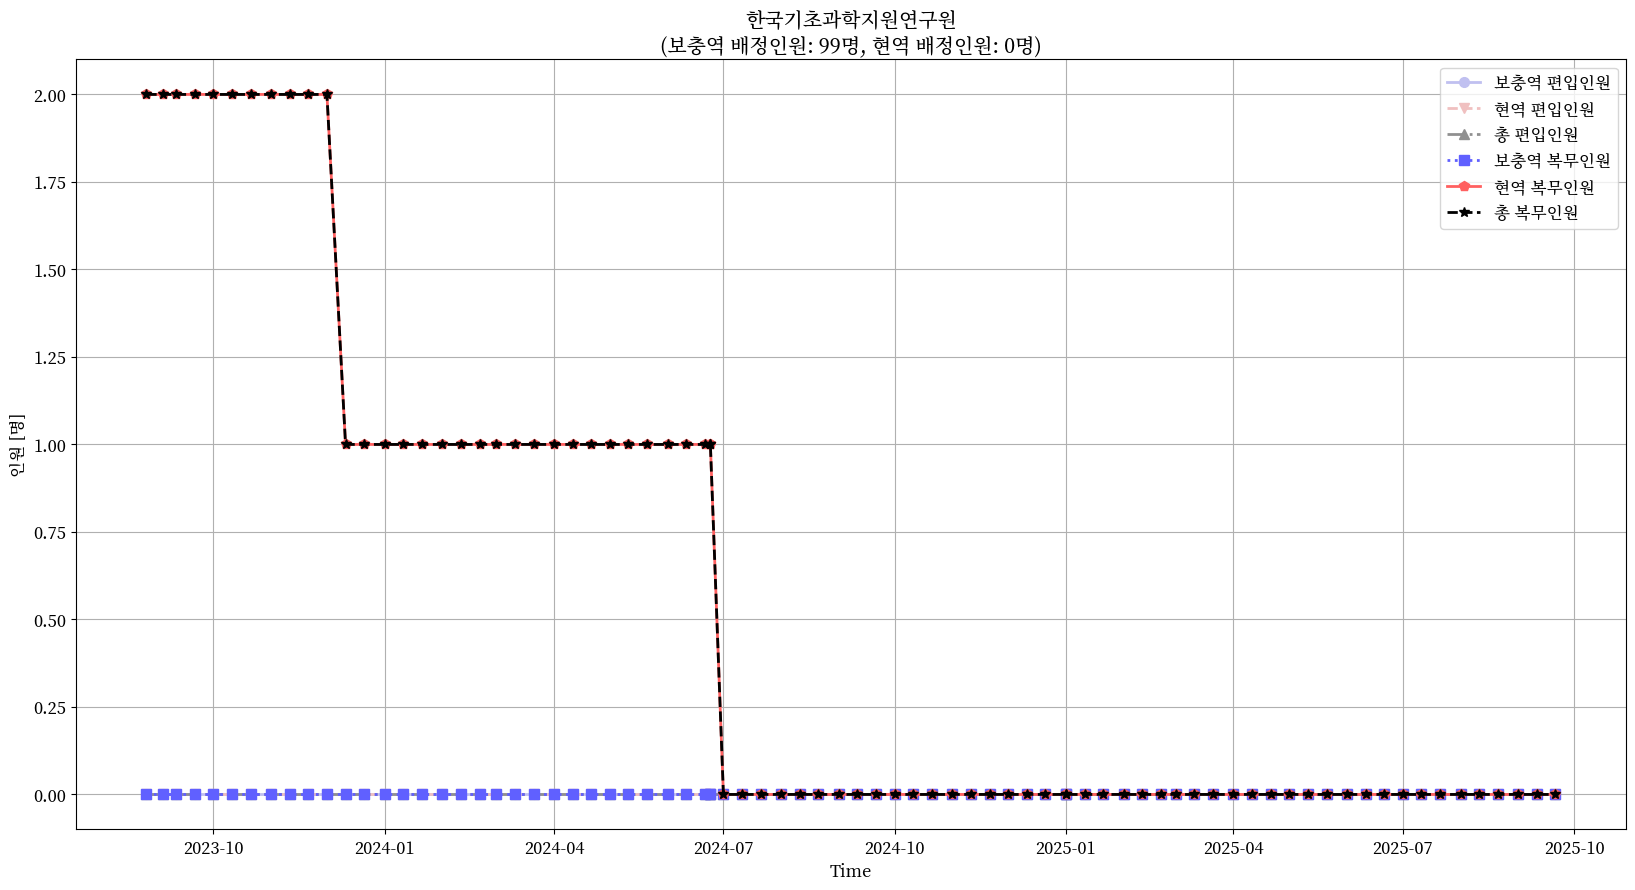 한국기초과학지원연구원
(보충역 배정인원: 99명, 현역 배정인원: 0명)
보충역 편입인원
현역 편입인원
총 편입인원
보충역 복무인원
현역 복무인원
총 복무인원
인원 [명]
2.00
1.75
1.50
1.25
1.00
0.75
0.50
0.25
0.00
2023-10 2024-01 2024-04 2024-07 2024-10 2025-01 2025-04 2025-07 2025-10
Time